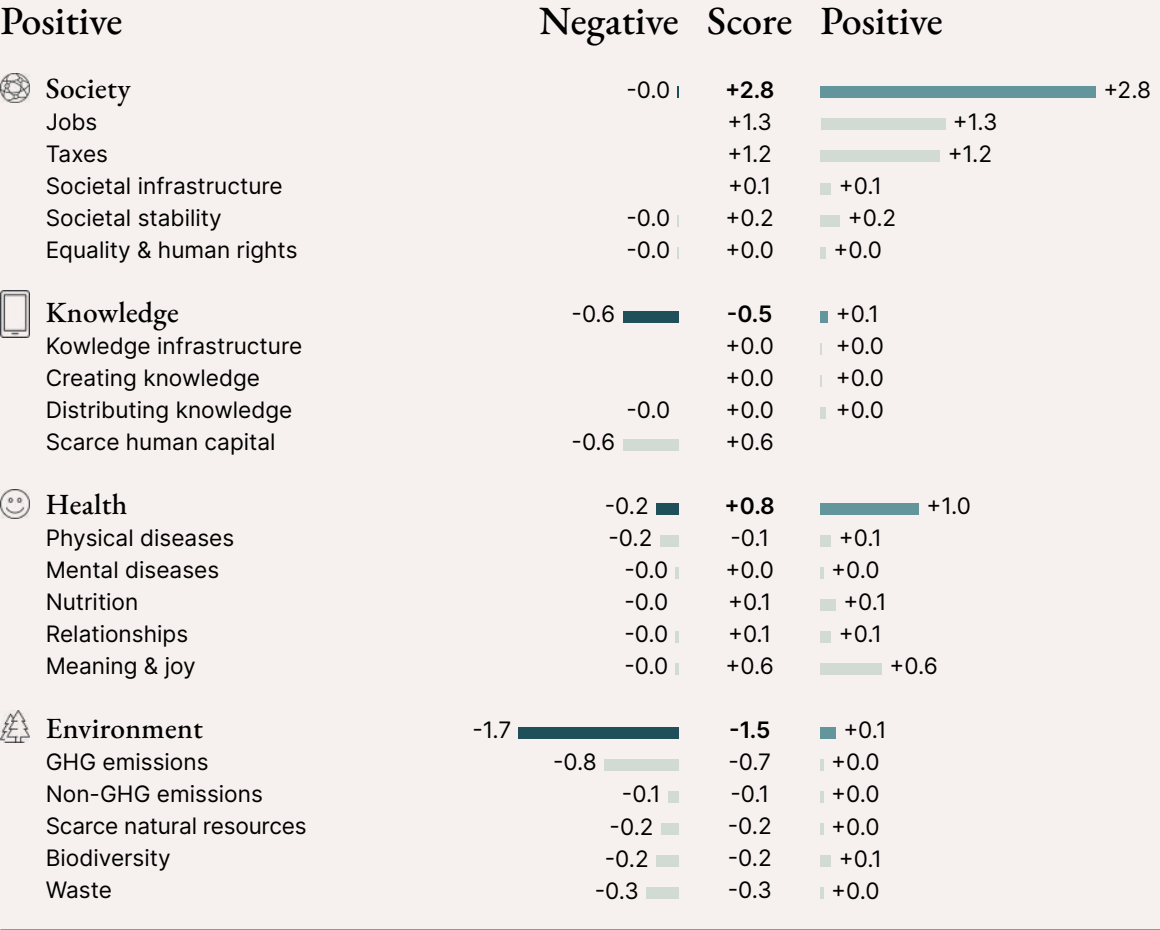 Positive Negative Score Positive
Society -0.0 +2.8 +2.8
Jobs +1.3 +1.3
Taxes +1.2 +1.2
Societal infrastructure +0.1 +0.1
Societal stability -0.0 +0.2 +0.2
Equality & human rights -0.0 +0.0 +0.0
Knowledge -0.6 -0.5 +0.1
Kowledge infrastructure +0.0 +0.0
Creating knowledge +0.0 +0.0
Distributing knowledge -0.0 +0.0 +0.0
Scarce human capital -0.6 +0.6
Health -0.2 +0.8 +1.0
Physical diseases -0.2 -0.1 +0.1
Mental diseases -0.0 +0.0 +0.0
Nutrition -0.0 +0.1 +0.1
Relationships -0.0 +0.1 +0.1
Meaning & joy -0.0 +0.6 +0.6
Environment -1.7 -1.5 +0.1
GHG emissions -0.8 -0.7 +0.0
Non-GHG emissions -0.1 -0.1 +0.0
Scarce natural resources -0.2 -0.2 +0.0
Biodiversity -0.2 -0.2 +0.1
Waste -0.3 -0.3 +0.0